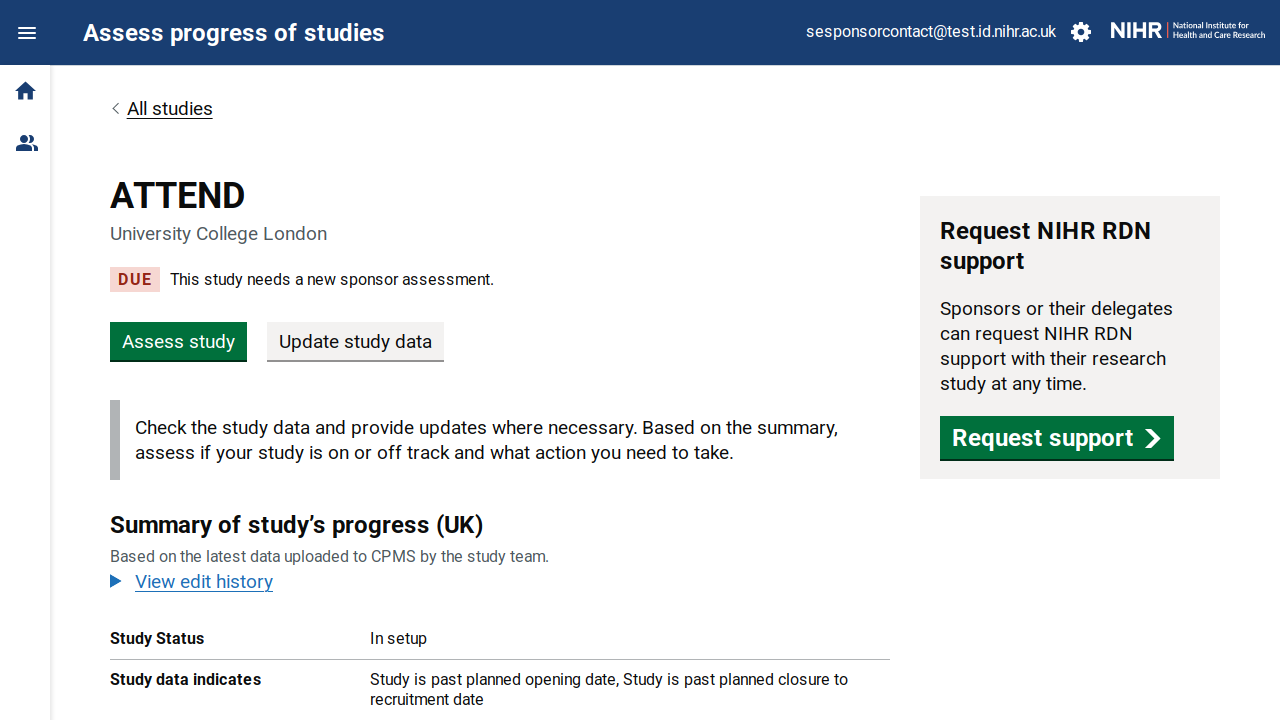 Assess progress of studies
sesponsorcontact@test.id.nihr.ac.uk
NIHR
National Institute for
Health and Care Research
All studies
ATTEND
University College London
DUE
This study needs a new sponsor assessment.
Assess study
Update study data
Check the study data and provide updates where necessary. Based on the summary,
assess if your study is on or off track and what action you need to take.
Summary of study’s progress (UK)
Based on the latest data uploaded to CPMS by the study team.
View edit history
Study Status
In setup
Study data indicates
Study is past planned opening date, Study is past planned closure to
recruitment date
Request NIHR RDN
support
Sponsors or their delegates
can request NIHR RDN
support with their research
study at any time.
Request support